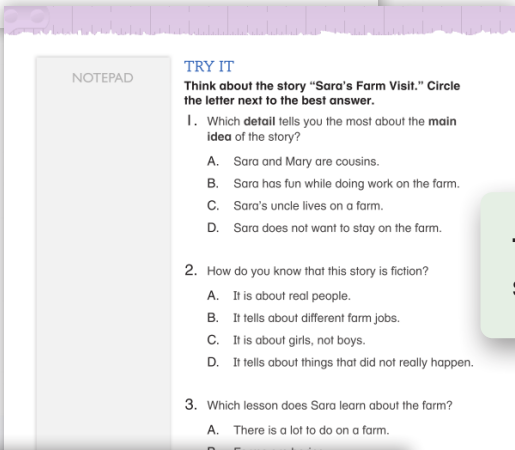 NOTEPAD
TRY IT
Think about the story “Sara’s Farm Visit.” Circle
the letter next to the best answer.
1. Which detail tells you the most about the main
idea of the story?
A. Sara and Mary are cousins.
B. Sara has fun while doing work on the farm.
C. Sara’s uncle lives on a farm.
D. Sara does not want to stay on the farm.
2. How do you know that this story is fiction?
A. It is about real people.
B. It tells about different farm jobs.
C. It is about girls, not boys.
D. It tells about things that did not really happen.
3. Which lesson does Sara learn about the farm?
A. There is a lot to do on a farm.